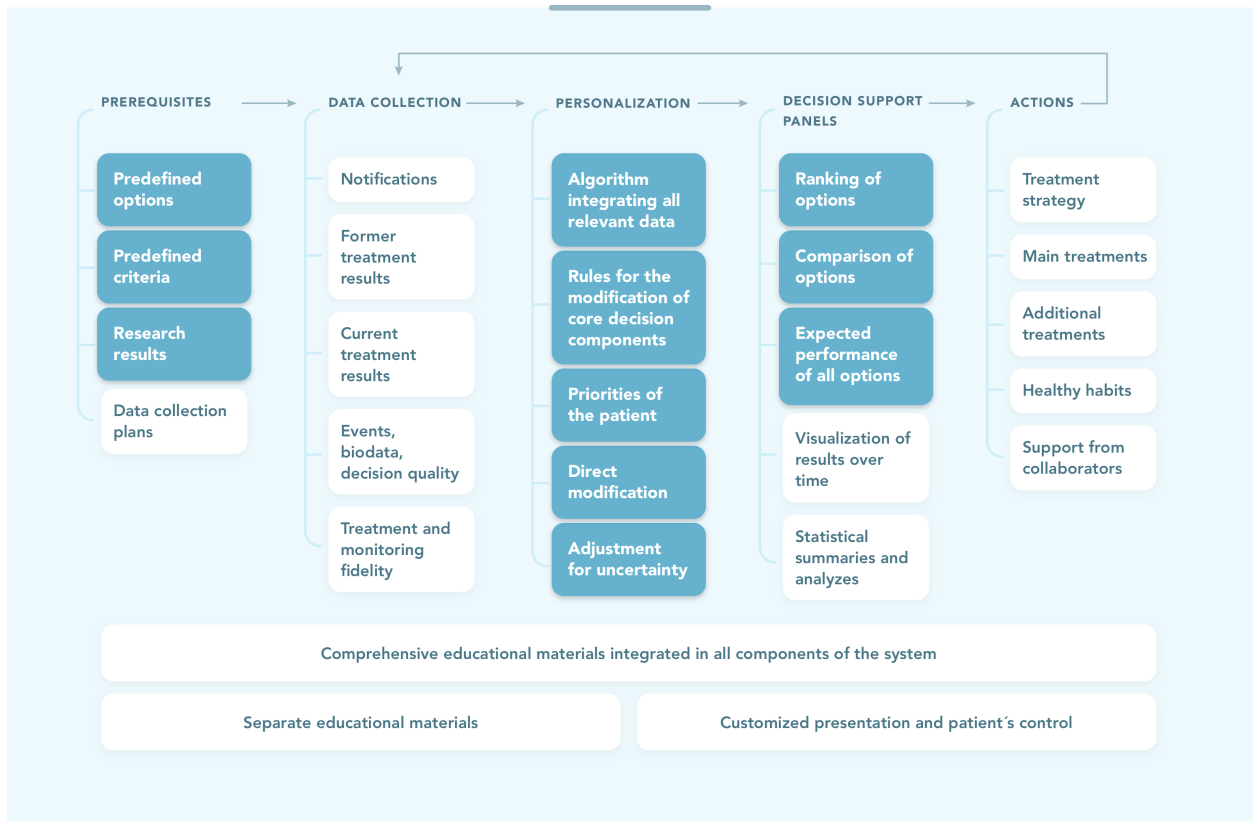 PREREQUISITES
Predefined
options
Predefined
criteria
Research
results
Data collection
plans
DATA COLLECTION
Notifications
Former
treatment
results
Current
treatment
results
Events,
biodata,
decision quality
Treatment and
monitoring
fidelity
PERSONALIZATION
Algorithm
integrating all
relevant data
Rules for the
modification of
core decision
components
Priorities of
the patient
Direct
modification
Adjustment
for uncertainty
DECISION SUPPORT
PANELS
Ranking of
options
Comparison of
options
Expected
performance
of all options
Visualization of
results over
time
Statistical
summaries and
analyzes
ACTIONS
Treatment
strategy
Main treatments
Additional
treatments
Healthy habits
Support from
collaborators
Comprehensive educational materials integrated in all components of the system
Separate educational materials
Customized presentation and patient´s control